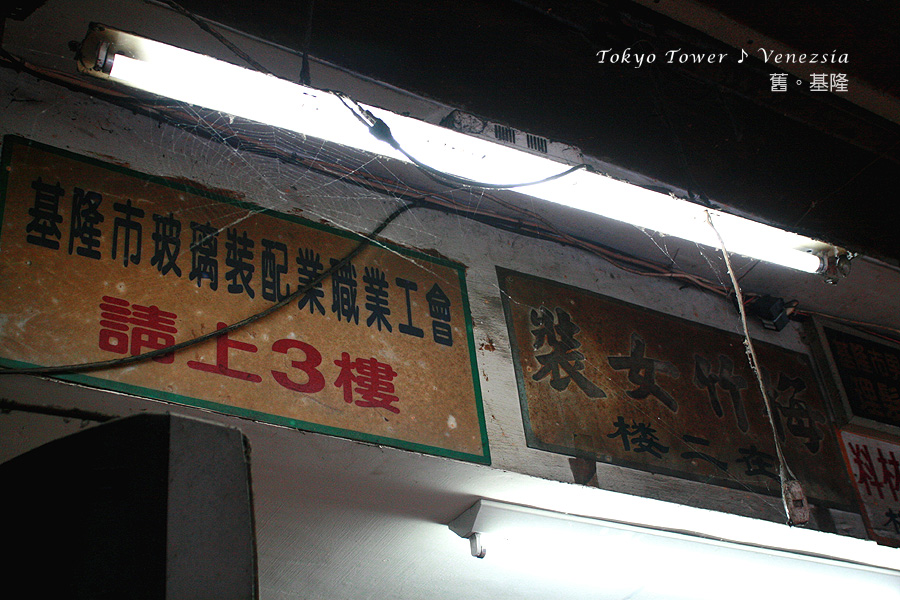 Tokyo Tower ♪ Venezsia
舊。基隆
基隆市玻璃裝配業職業工會
請上3樓
海竹女裝
在二樓